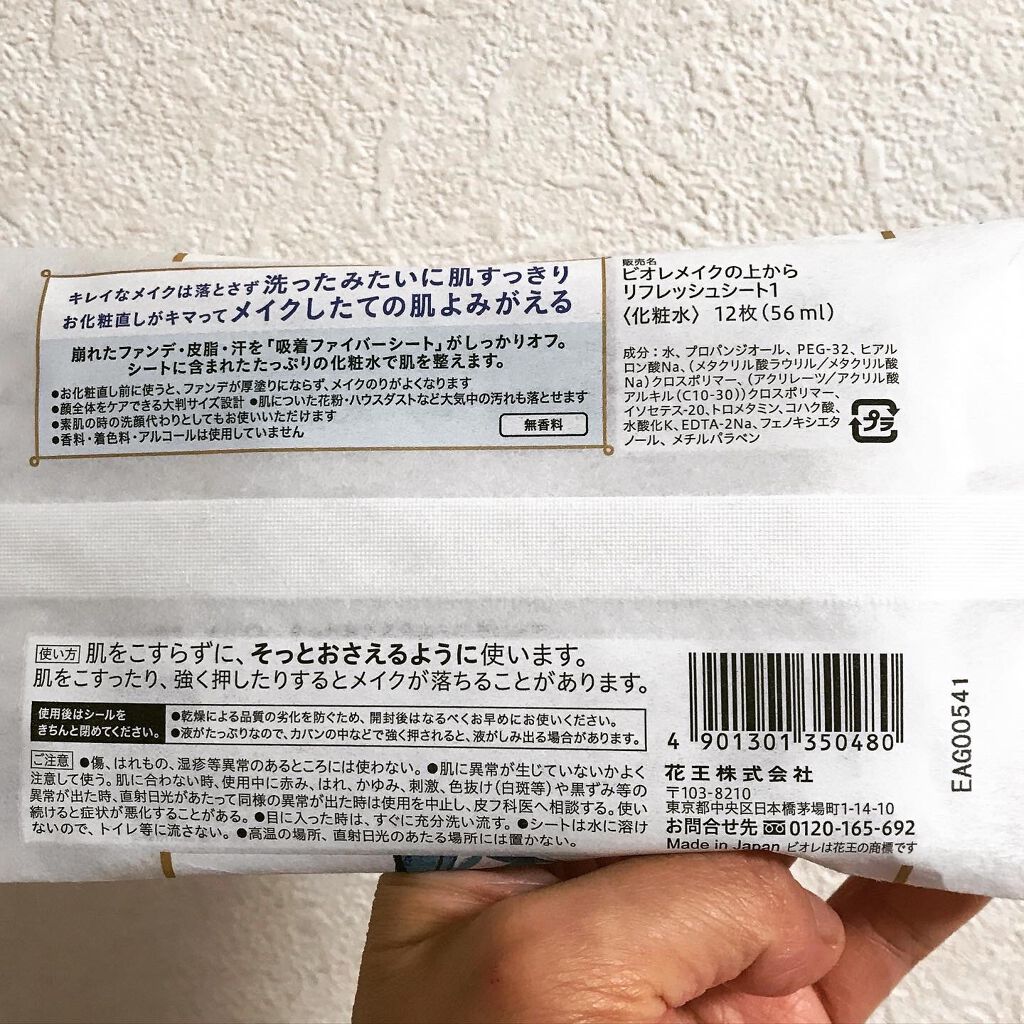 キレイなメイクは落とさず洗ったみたいに肌すっきり
お化粧直しがキマってメイクしたての肌よみがえる
崩れたファンデ・皮脂・汗を「吸着ファイバーシート」がしっかりオフ。
シートに含まれたたっぷりの化粧水で肌を整えます。
●お化粧直し前に使うと、ファンデが厚塗りにならず、メイクのりがよくなります
●顔全体をケアできる大判サイズ設計 ●肌についた花粉・ハウスダストなど大気中の汚れも落とせます
●素肌の時の洗顔代わりとしてもお使いいただけます
●香料・着色料・アルコールは使用していません
無香料
販売名
ビオレメイクの上から
リフレッシュシート1
〈化粧水〉 12枚(56ml)
成分:水、プロパンジオール、PEG-32、ヒアル
ロン酸Na、(メタクリル酸ラウリル/メタクリル酸
Na)クロスポリマー、(アクリレーツ/アクリル酸
アルキル(C10-30))クロスポリマー、
イソセテス-20、トロメタミン、コハク酸、
水酸化K、EDTA-2Na、フェノキシエタ
ノール、メチルパラベン
プラ
使い方 肌をこすらずに、そっとおさえるように使います。
肌をこすったり、強く押したりするとメイクが落ちることがあります。
使用後はシールを
きちんと閉めてください。
●乾燥による品質の劣化を防ぐため、開封後はなるべくお早めにお使いください。
●液がたっぷりなので、カバンの中などで強く押されると、液がしみ出る場合があります。
ご注意 ●傷、はれもの、湿疹等異常のあるところには使わない。●肌に異常が生じていないかよく
注意して使う。肌に合わない時、使用中に赤み、はれ、かゆみ、刺激、色抜け(白斑等)や黒ずみ等の
異常が出た時、直射日光があたって同様の異常が出た時は使用を中止し、皮フ科医へ相談する。使い
続けると症状が悪化することがある。●目に入った時は、すぐに充分洗い流す。●シートは水に溶け
ないので、トイレ等に流さない。●高温の場所、直射日光のあたる場所には置かない。
4 901301 350480
花王株式会社
〒103-8210
東京都中央区日本橋茅場町1-14-10
お問合せ先 0120-165-692
Made in Japan ビオレは花王の商標です
EAG00541